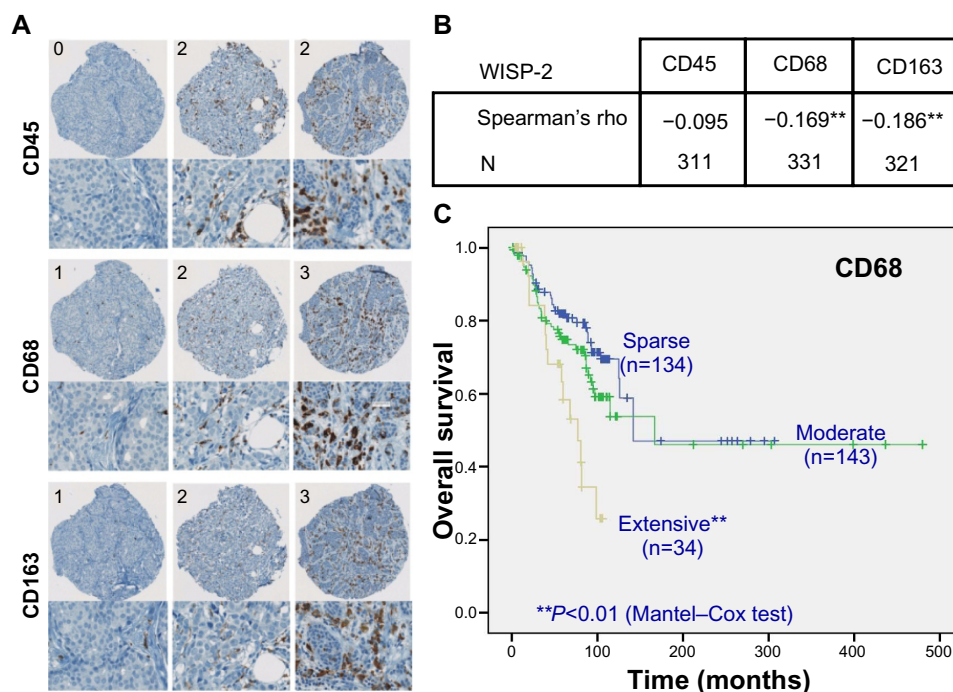 A
0 2 2
CD45
1 2 3
CD68
1 2 3
CD163
B
WISP-2 CD45 CD68 CD163
Spearman's rho −0.095 −0.169** −0.186**
N 311 331 321
C
CD68
1.0
0.8
0.6
0.4
0.2
0.0
Overall survival
Sparse
(n=134)
Moderate
(n=143)
Extensive**
(n=34)
**P<0.01 (Mantel–Cox test)
0 100 200 300 400 500
Time (months)